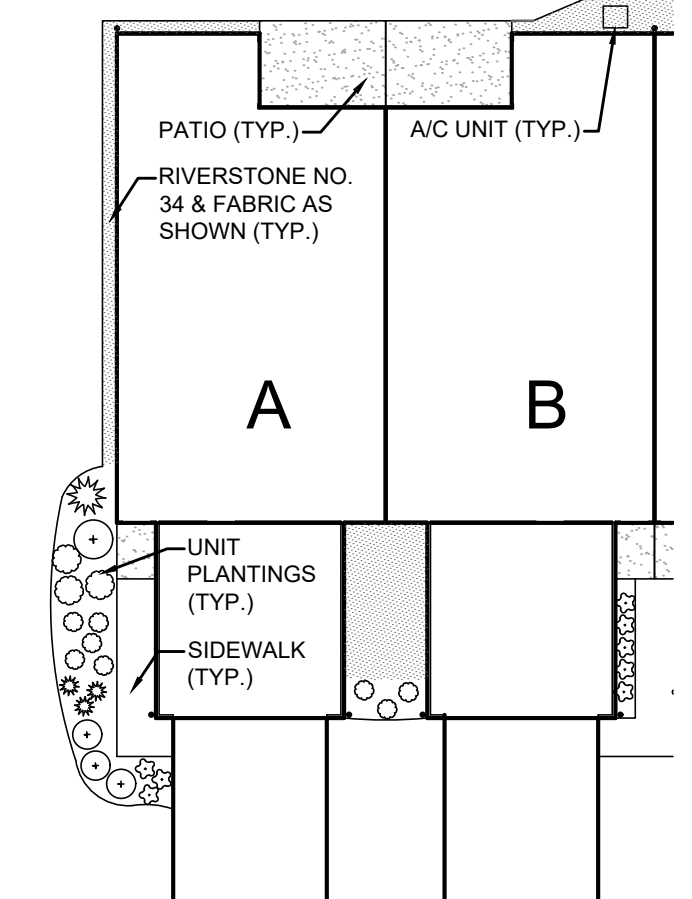 PATIO (TYP.)
A/C UNIT (TYP.)
RIVERSTONE NO.
34 & FABRIC AS
SHOWN (TYP.)
A
B
UNIT
PLANTINGS
(TYP.)
SIDEWALK
(TYP.)